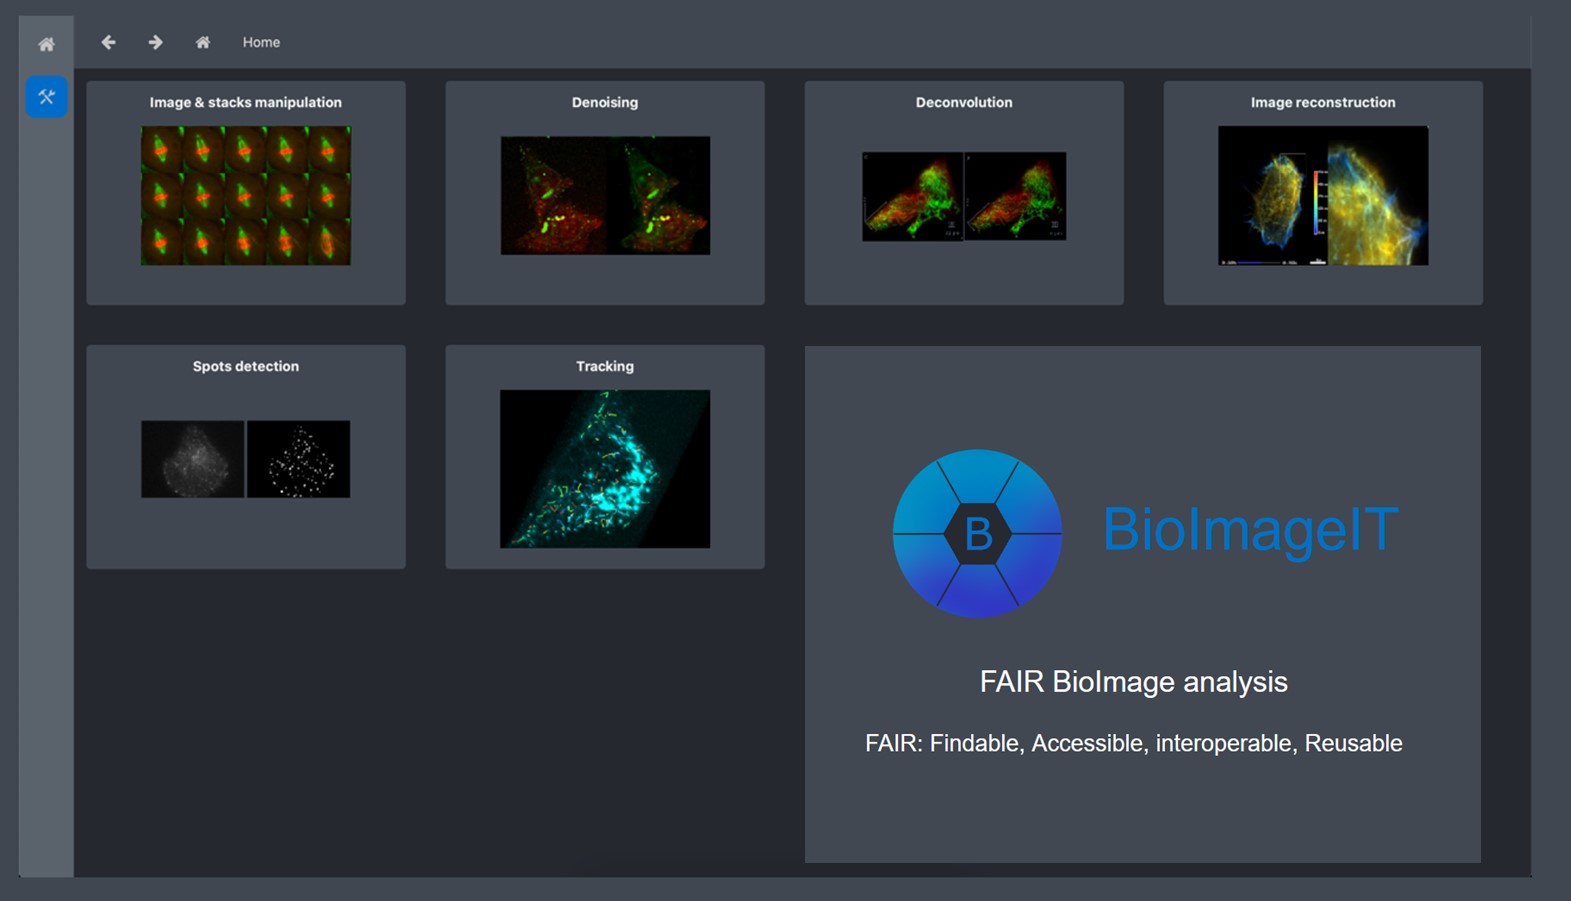 Home
Image & stacks manipulation
Denoising
Deconvolution
Image reconstruction
Spots detection
Tracking
B
BioImageIT
FAIR BioImage analysis
FAIR: Findable, Accessible, interoperable, Reusable